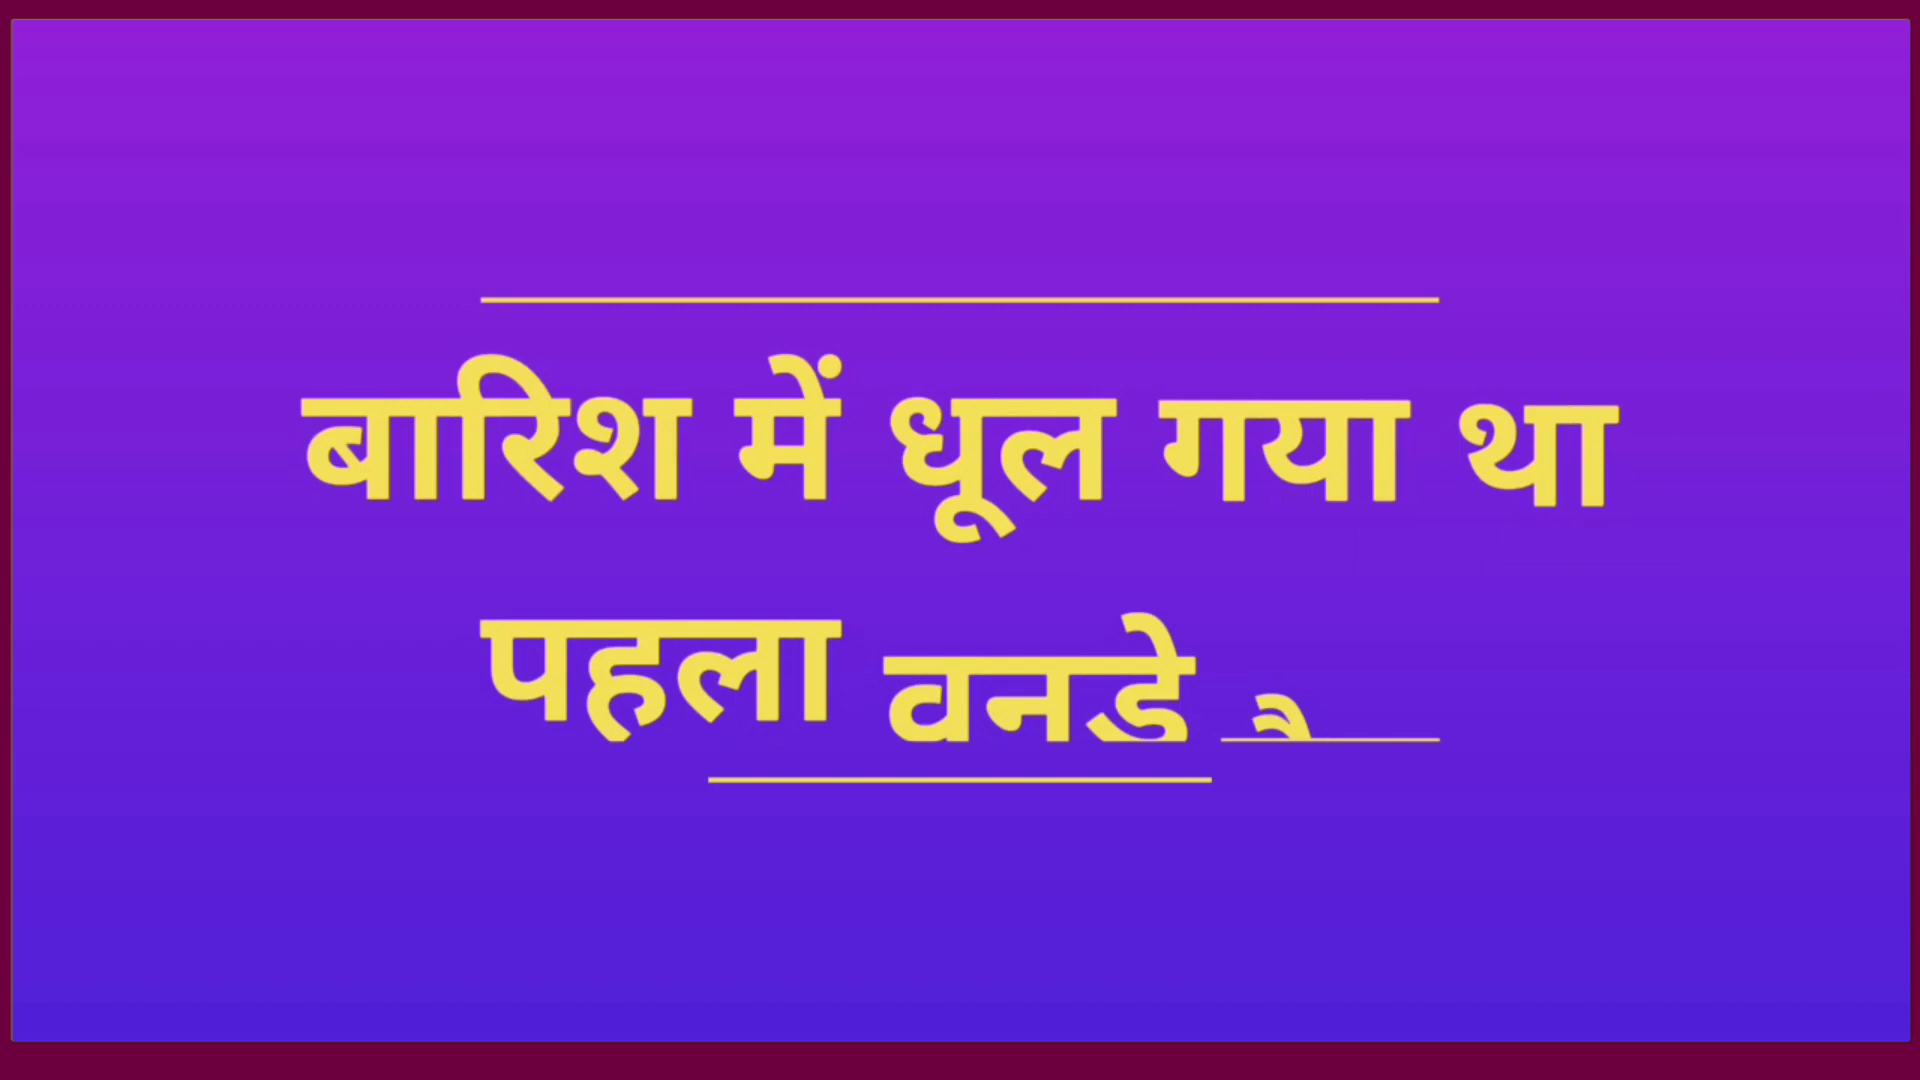 बारिश में धूल गया था
पहला वनडे